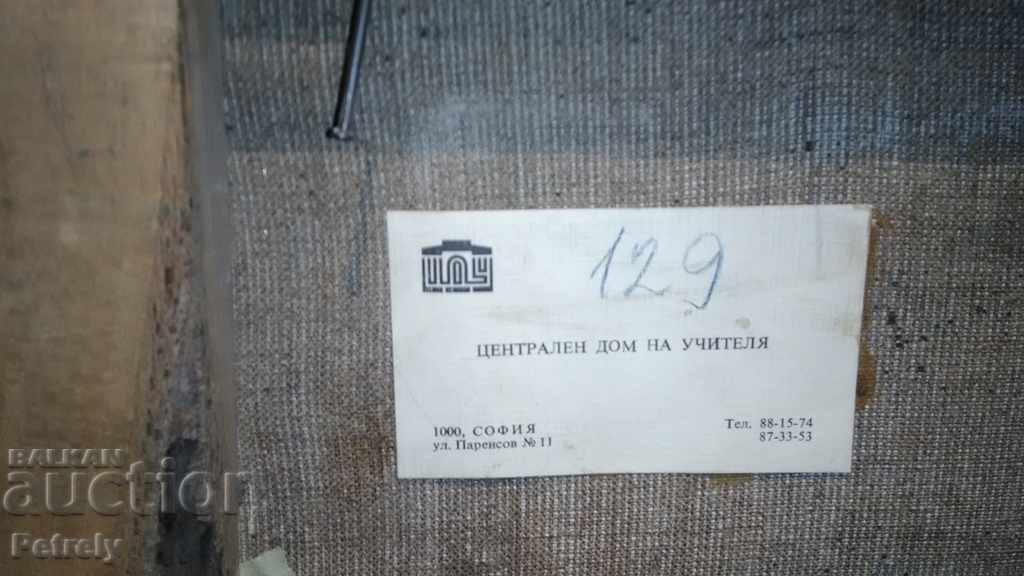 129
ЦДУ
ЦЕНТРАЛЕН ДОМ НА УЧИТЕЛЯ
1000, СОФИЯ
ул. Паренсов № 11
Тел. 88-15-74
87-33-53
BALKAN
auction
Petrely